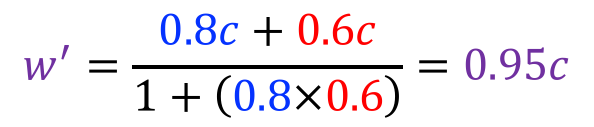 w′ = 0.8c + 0.6c / 1 + (0.8×0.6) = 0.95c